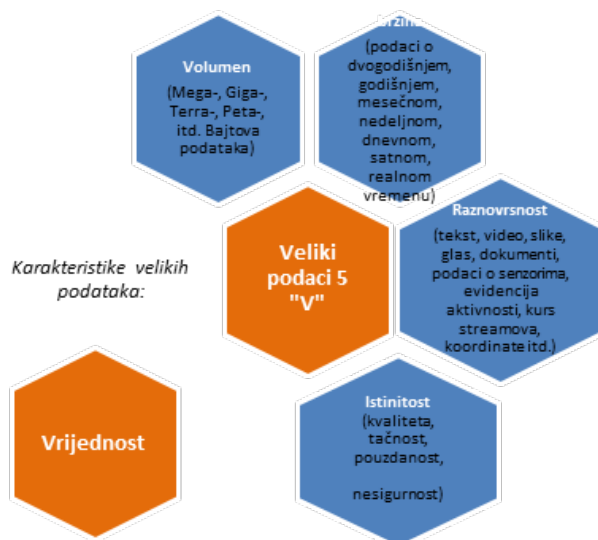 Volumen
(Mega-, Giga-,
Terra-, Peta-,
itd. Bajtova
podataka)
Brzina
(podaci o
dvogodišnjem,
godišnjem,
mesečnom,
nedeljnom,
dnevnom,
satnom,
realnom
vremenu)
Raznovrsnost
(tekst, video, slike,
glas, dokumenti,
podaci o senzorima,
evidencija
aktivnosti, kurs
streamova,
koordinate itd.)
Karakteristike velikih
podataka:
Veliki
podaci 5
"V"
Istinitost
(kvaliteta,
tačnost,
pouzdanost,
nesigurnost)
Vrijednost